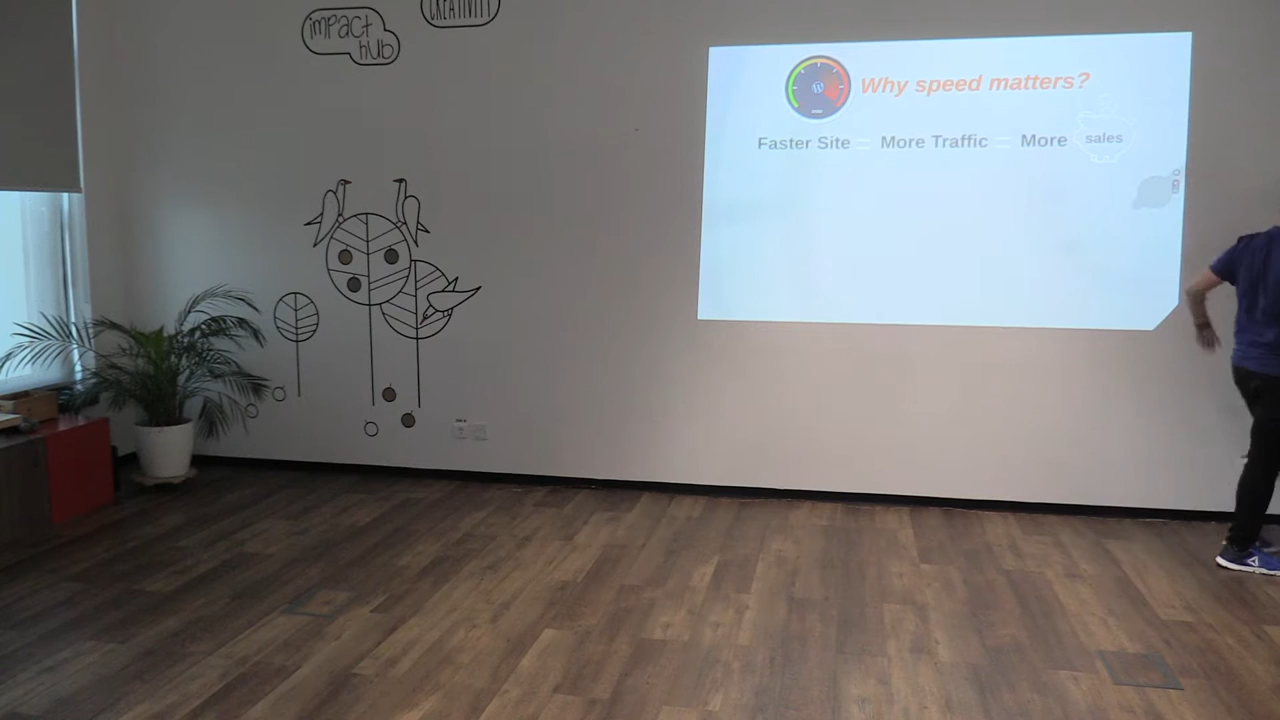 impact
hub
CREATIVITY
Why speed matters?
Faster Site = More Traffic = More sales